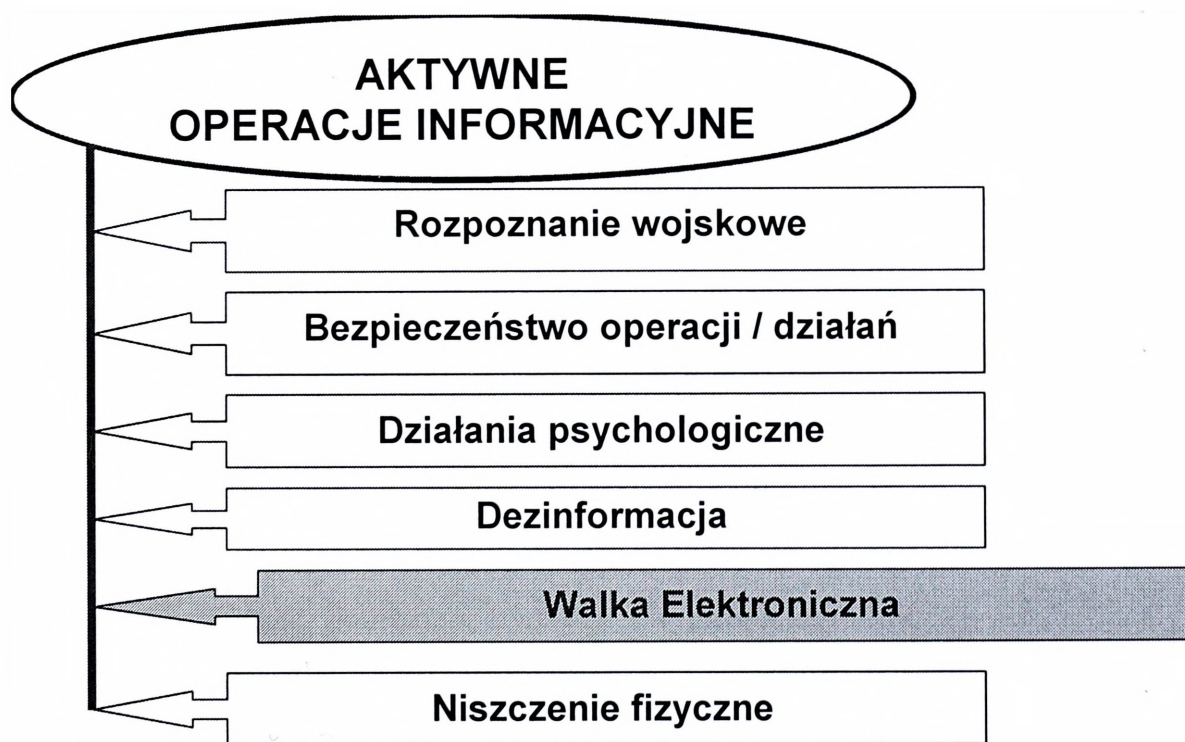 AKTYWNE
OPERACJE INFORMACYJNE
Rozpoznanie wojskowe
Bezpieczeństwo operacji / działań
Działania psychologiczne
Dezinformacja
Walka Elektroniczna
Niszczenie fizyczne